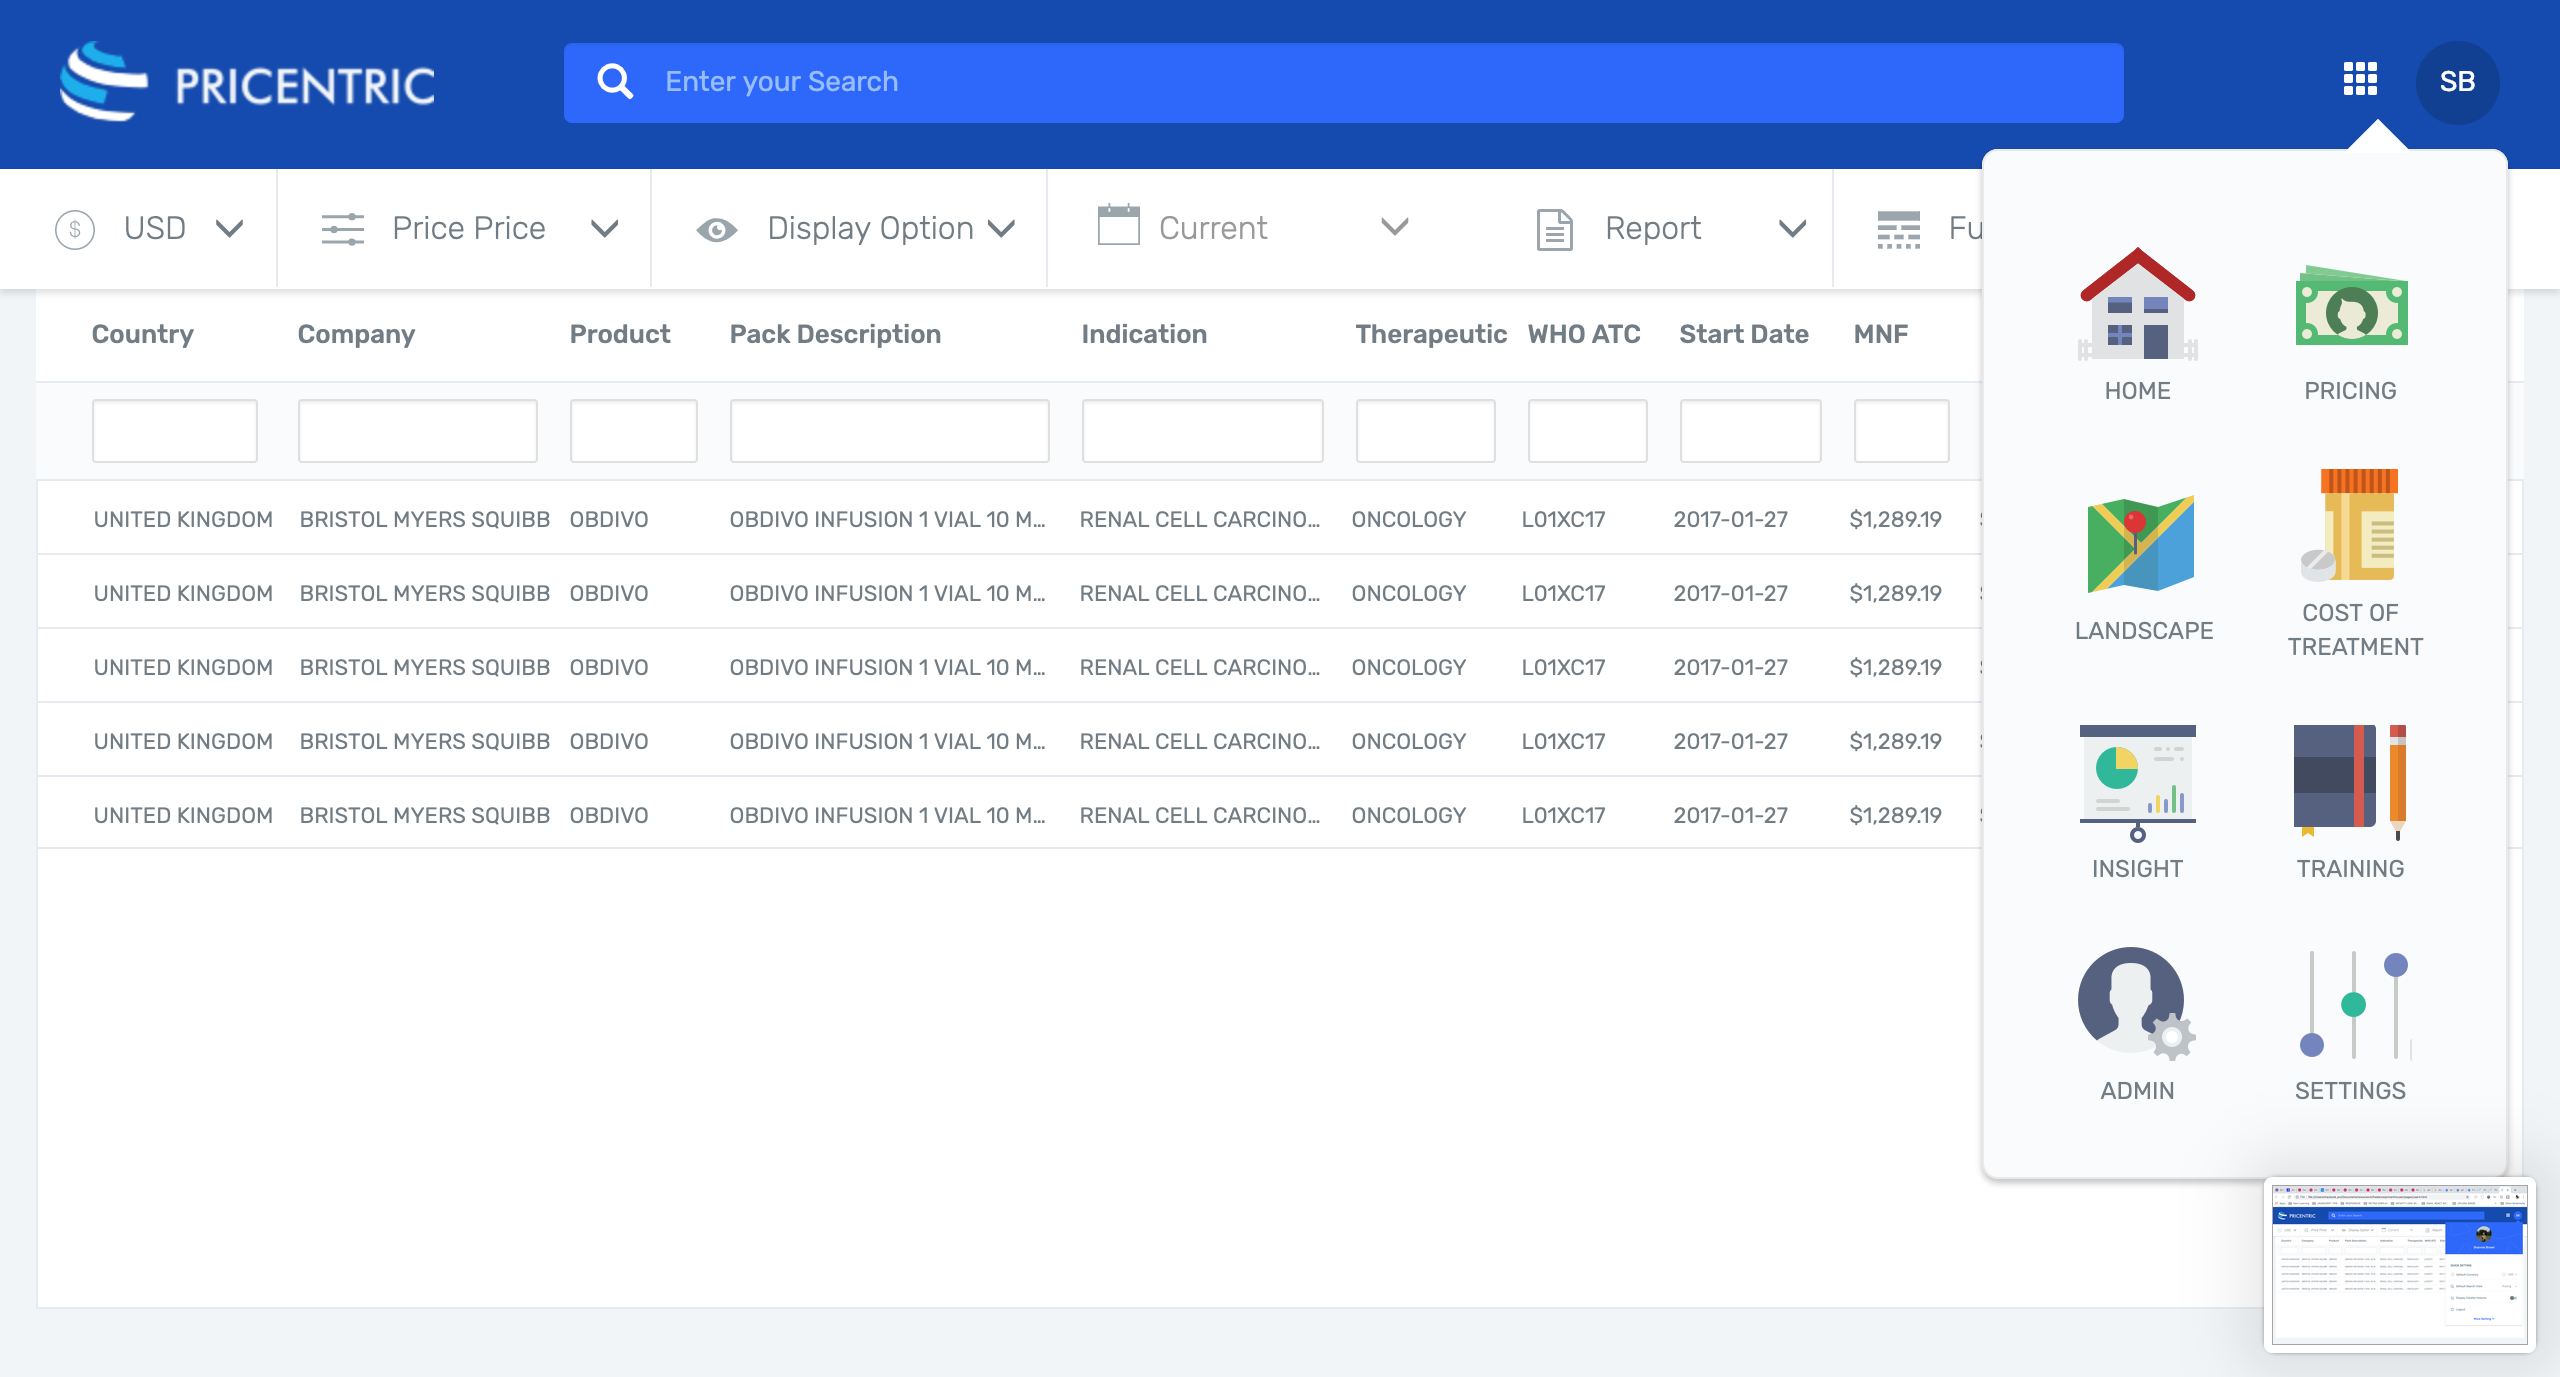 PRICENTRIC
Enter your Search
SB
USD
Price Price
Display Option
Current
Report
Fu
Country Company Product Pack Description Indication Therapeutic WHO ATC Start Date MNF
UNITED KINGDOM BRISTOL MYERS SQUIBB OBDIVO OBDIVO INFUSION 1 VIAL 10 M... RENAL CELL CARCINO... ONCOLOGY L01XC17 2017-01-27 $1,289.19
UNITED KINGDOM BRISTOL MYERS SQUIBB OBDIVO OBDIVO INFUSION 1 VIAL 10 M... RENAL CELL CARCINO... ONCOLOGY L01XC17 2017-01-27 $1,289.19
UNITED KINGDOM BRISTOL MYERS SQUIBB OBDIVO OBDIVO INFUSION 1 VIAL 10 M... RENAL CELL CARCINO... ONCOLOGY L01XC17 2017-01-27 $1,289.19
UNITED KINGDOM BRISTOL MYERS SQUIBB OBDIVO OBDIVO INFUSION 1 VIAL 10 M... RENAL CELL CARCINO... ONCOLOGY L01XC17 2017-01-27 $1,289.19
UNITED KINGDOM BRISTOL MYERS SQUIBB OBDIVO OBDIVO INFUSION 1 VIAL 10 M... RENAL CELL CARCINO... ONCOLOGY L01XC17 2017-01-27 $1,289.19
HOME
PRICING
LANDSCAPE
COST OF
TREATMENT
INSIGHT
TRAINING
ADMIN
SETTINGS
PRICENTRIC